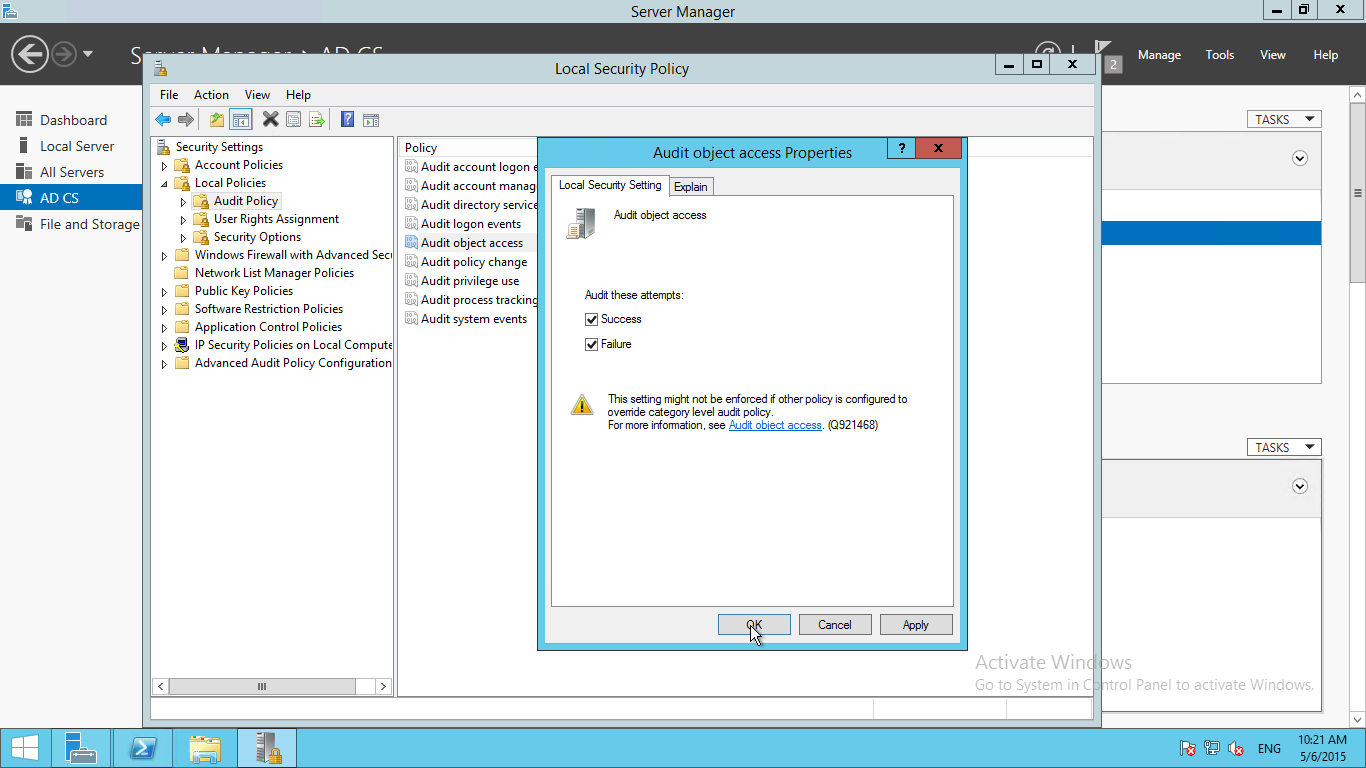 Server Manager
Manage
Tools
View
Help
2
Dashboard
Local Server
All Servers
AD CS
File and Storage
TASKS
TASKS
Local Security Policy
File
Action
View
Help
Security Settings
Account Policies
Local Policies
Audit Policy
User Rights Assignment
Security Options
Windows Firewall with Advanced Sec
Network List Manager Policies
Public Key Policies
Software Restriction Policies
Application Control Policies
IP Security Policies on Local Compute
Advanced Audit Policy Configuration
Policy
Audit account logon e
Audit account manag
Audit directory service
Audit logon events
Audit object access
Audit policy change
Audit privilege use
Audit process tracking
Audit system events
Audit object access Properties
Local Security Setting
Explain
Audit object access
Audit these attempts:
Success
Failure
This setting might not be enforced if other policy is configured to
override category level audit policy.
For more information, see Audit object access. (Q921468)
OK
Cancel
Apply
Activate Windows
Go to System in Control Panel to activate Windows.
ENG
10:21 AM
5/6/2015